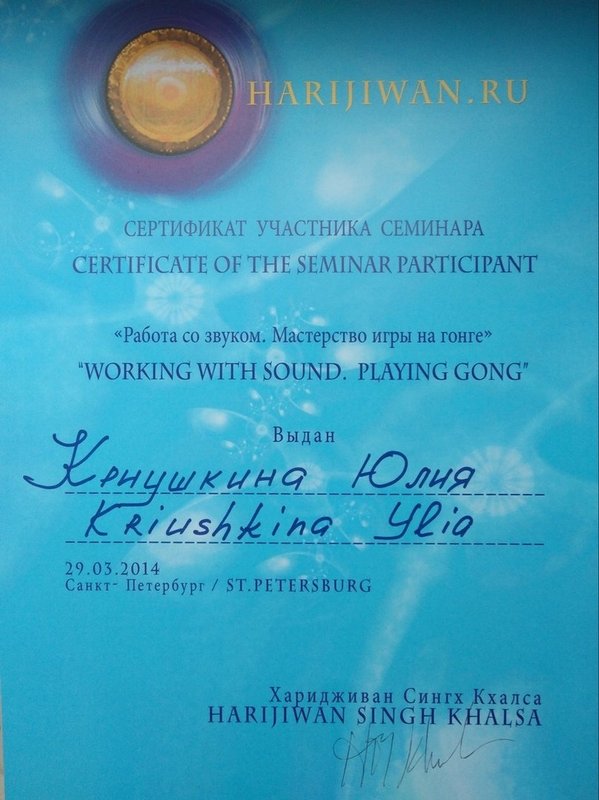 HARIJIWAN.RU
СЕРТИФИКАТ УЧАСТНИКА СЕМИНАРА
CERTIFICATE OF THE SEMINAR PARTICIPANT
«Работа со звуком. Мастерство игры на гонге»
"WORKING WITH SOUND. PLAYING GONG"
Выдан
Крнушкина Юлия
Kriushkina Ylia
29.03.2014
Санкт- Петербург / ST.PETERSBURG
Харидживан Сингх Кхалса
HARIJIWAN SINGH KHALSA